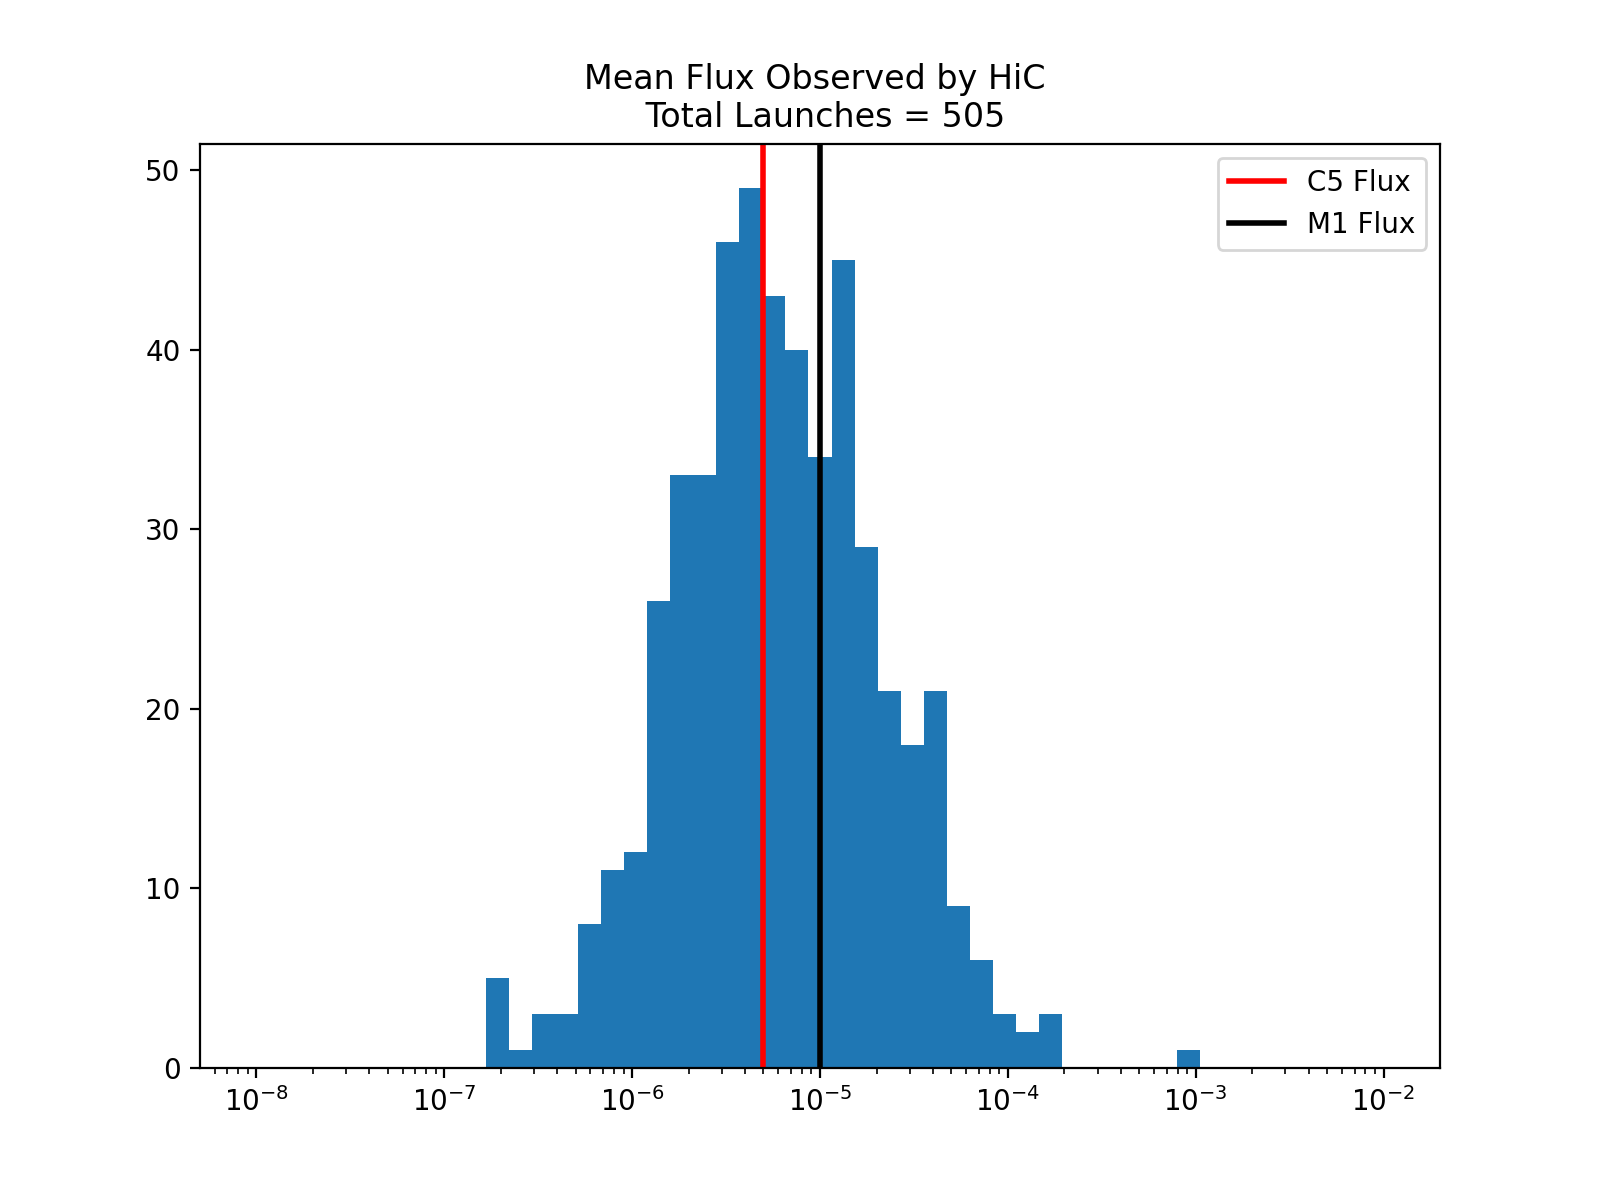 Mean Flux Observed by HiC
Total Launches = 505
C5 Flux
M1 Flux
50
40
30
20
10
0
10⁻⁸ 10⁻⁷ 10⁻⁶ 10⁻⁵ 10⁻⁴ 10⁻³ 10⁻²